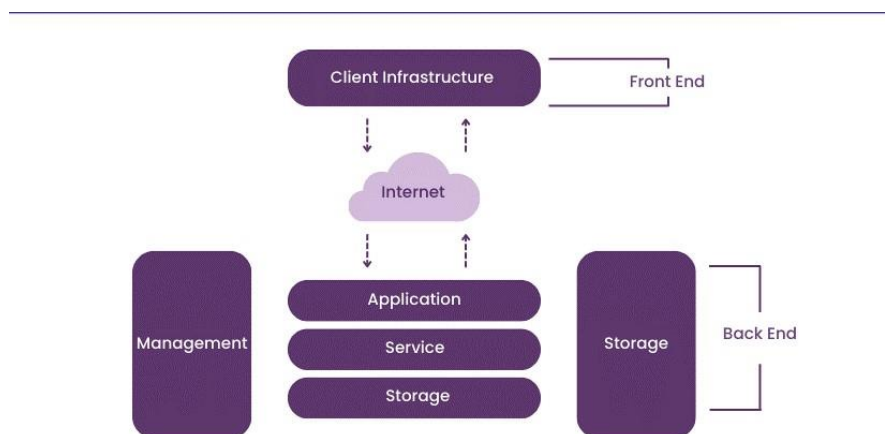 Client Infrastructure
Front End
Internet
Application
Management
Service
Storage
Back End
Storage